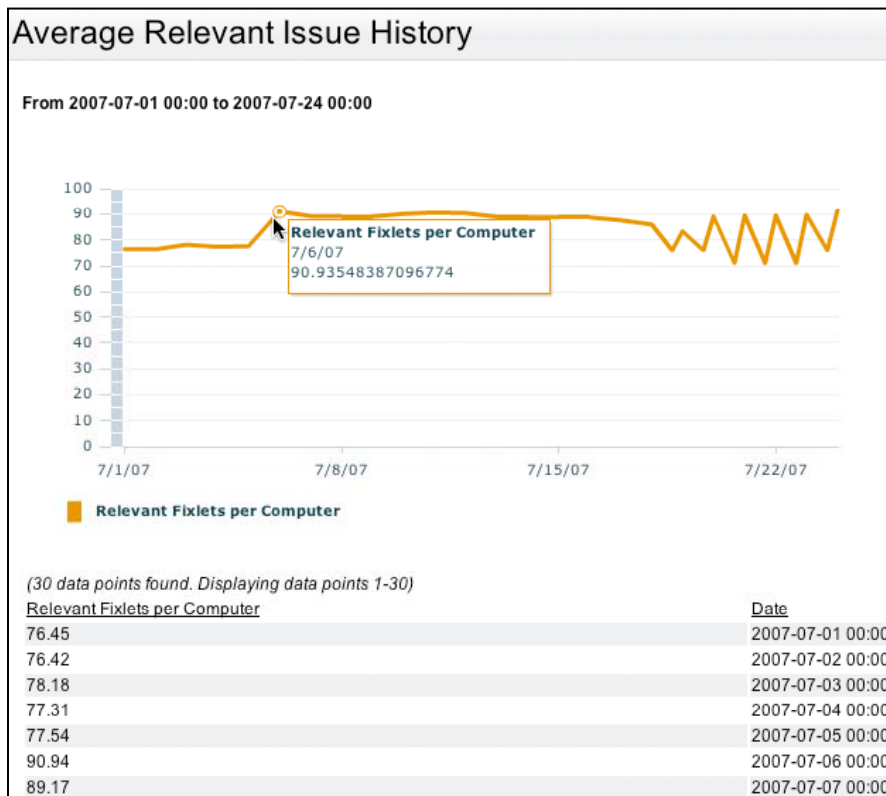 Average Relevant Issue History
From 2007-07-01 00:00 to 2007-07-24 00:00
100
90
80
70
60
50
40
30
20
10
0
Relevant Fixlets per Computer
7/6/07
90.93548387096774
7/1/07 7/8/07 7/15/07 7/22/07
Relevant Fixlets per Computer
(30 data points found. Displaying data points 1-30)
Relevant Fixlets per Computer Date
76.45 2007-07-01 00:00
76.42 2007-07-02 00:00
78.18 2007-07-03 00:00
77.31 2007-07-04 00:00
77.54 2007-07-05 00:00
90.94 2007-07-06 00:00
89.17 2007-07-07 00:00